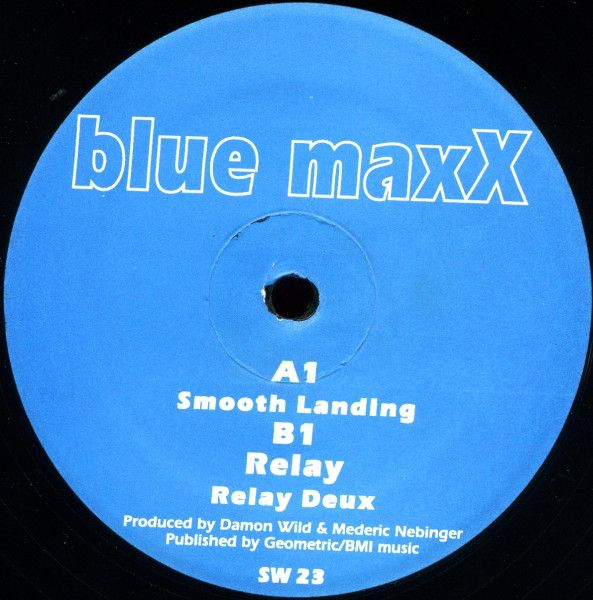 blue maxX
A1
Smooth Landing
B1
Relay
Relay Deux
Produced by Damon Wild & Mederic Nebinger
Published by Geometric/BMI music
SW 23